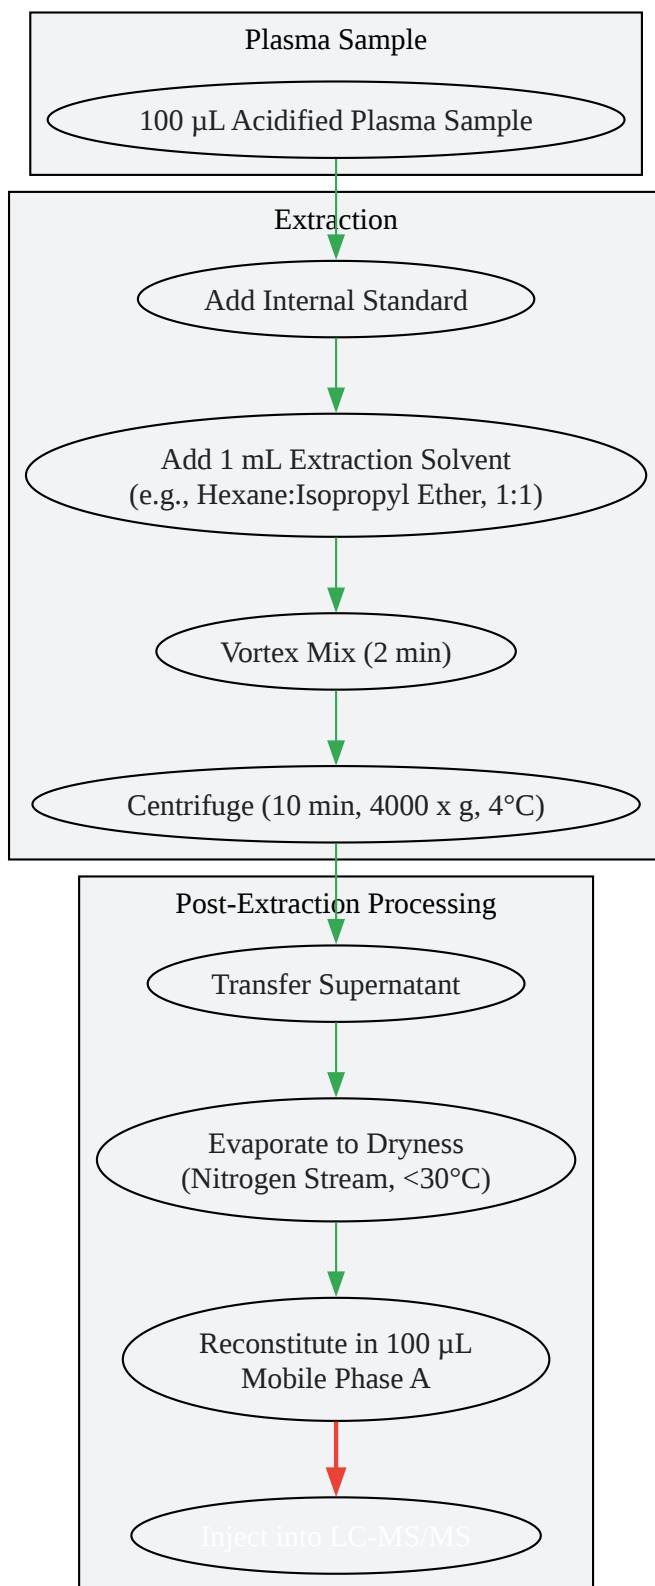 Plasma Sample
100 µL Acidified Plasma Sample
Extraction
Add Internal Standard
Add 1 mL Extraction Solvent
(e.g., Hexane:Isopropyl Ether, 1:1)
Vortex Mix (2 min)
Centrifuge (10 min, 4000 x g, 4°C)
Post-Extraction Processing
Transfer Supernatant
Evaporate to Dryness
(Nitrogen Stream, <30°C)
Reconstitute in 100 µL
Mobile Phase A
Inject into LC-MS/MS